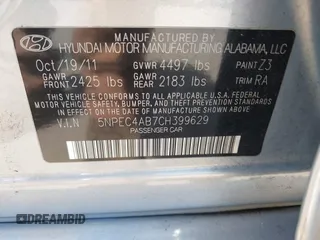 HYUNDAI MOTOR MANUFACTURING ALABAMA, LLC
Oct/19/11 GVWR 4497 lbs PAINT Z3
GAWR FRONT 2425 lbs GAWR REAR 2183 lbs TRIM RA
THIS VEHICLE CONFORMS TO ALL APPLICABLE U.S. FEDERAL MOTOR
VEHICLE SAFETY, BUMPER, AND THEFT PREVENTION STANDARDS
IN EFFECT ON THE DATE OF MANUFACTURE SHOWN ABOVE.
V.I.N 5NPEC4AB7CH399629
PASSENGER CAR
DREAMBID